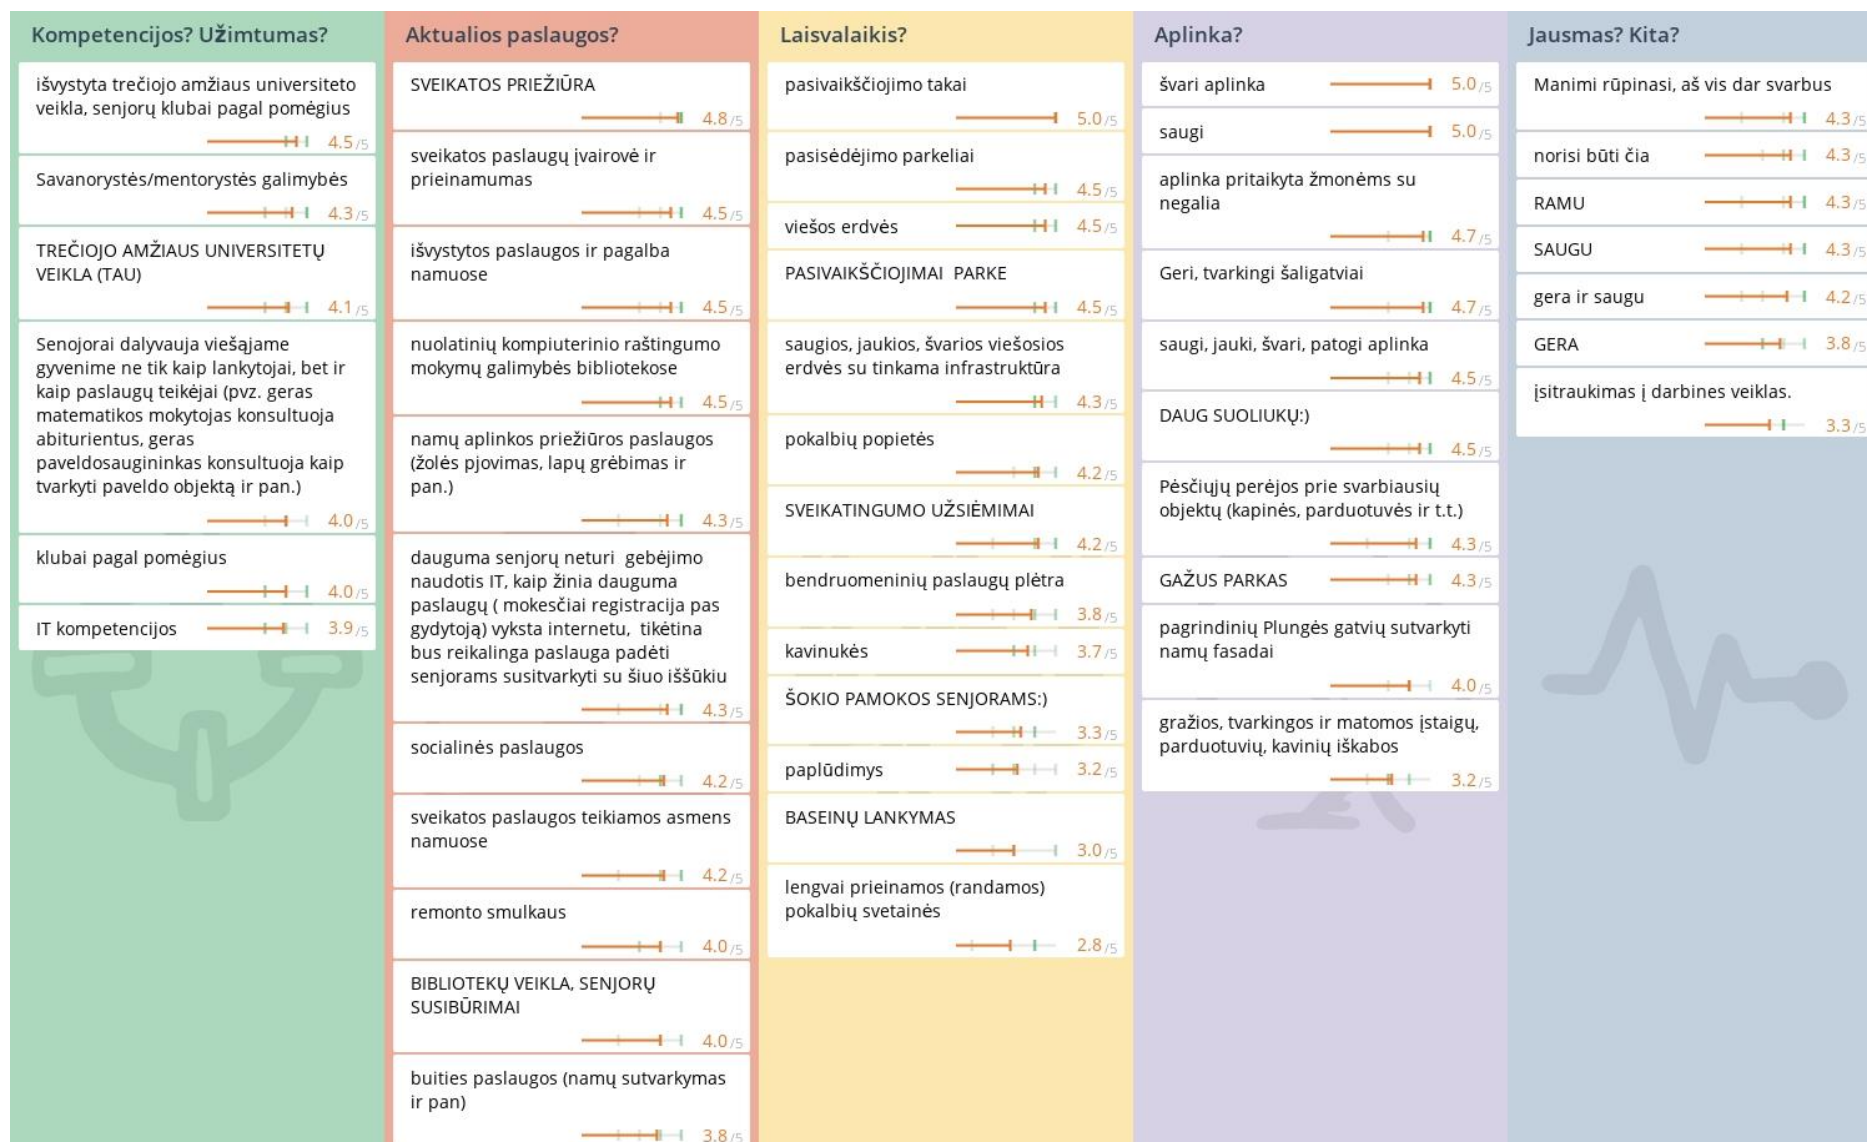 Kompetencijos? Užimtumas?
išvystyta trečiojo amžiaus universiteto
veikla, senjorų klubai pagal pomėgius
4.5/5
Savanorystės/mentorystės galimybės
4.3/5
TREČIOJO AMŽIAUS UNIVERSITETŲ
VEIKLA (TAU)
4.1/5
Senojorai dalyvauja viešąjame
gyvenime ne tik kaip lankytojai, bet ir
kaip paslaugų teikėjai (pvz. geras
matematikos mokytojas konsultuoja
abiturientus, geras
paveldosaugininkas konsultuoja kaip
tvarkyti paveldo objektą ir pan.)
4.0/5
klubai pagal pomėgius
4.0/5
IT kompetencijos 3.9/5
Aktualios paslaugos?
SVEIKATOS PRIEŽIŪRA
4.8/5
sveikatos paslaugų įvairovė ir
prieinamumas
4.5/5
išvystytos paslaugos ir pagalba
namuose
4.5/5
nuolatinių kompiuterinio raštingumo
mokymų galimybės bibliotekose
4.5/5
namų aplinkos priežiūros paslaugos
(žolės pjovimas, lapų grėbimas ir
pan.)
4.3/5
dauguma senjorų neturi gebėjimo
naudotis IT, kaip žinia dauguma
paslaugų ( mokesčiai registracija pas
gydytoją) vyksta internetu, tikėtina
bus reikalinga paslauga padėti
senjorams susitvarkyti su šiuo iššūkiu
4.3/5
socialinės paslaugos
4.2/5
sveikatos paslaugos teikiamos asmens
namuose
4.2/5
remonto smulkaus
4.0/5
BIBLIOTEKŲ VEIKLA, SENJORŲ
SUSIBŪRIMAI
4.0/5
buities paslaugos (namų sutvarkymas
ir pan)
3.8/5
Laisvalaikis?
pasivaikščiojimo takai
5.0/5
pasisėdėjimo parkeliai
4.5/5
viešos erdvės 4.5/5
PASIVAIKŠČIOJIMAI PARKE
4.5/5
saugios, jaukios, švarios viešosios
erdvės su tinkama infrastruktūra
4.3/5
pokalbių popietės
4.2/5
SVEIKATINGUMO UŽSIĖMIMAI
4.2/5
bendruomeninių paslaugų plėtra
3.8/5
kavinukės 3.7/5
ŠOKIO PAMOKOS SENJORAMS:)
3.3/5
paplūdimys 3.2/5
BASEINŲ LANKYMAS
3.0/5
lengvai prieinamos (randamos)
pokalbių svetainės
2.8/5
Aplinka?
švari aplinka 5.0/5
saugi 5.0/5
aplinka pritaikyta žmonėms su
negalia
4.7/5
Geri, tvarkingi šaligatviai
4.7/5
saugi, jauki, švari, patogi aplinka
4.5/5
DAUG SUOLIUKŲ:)
4.5/5
Pėsčiųjų perėjos prie svarbiausių
objektų (kapinės, parduotuvės ir t.t.)
4.3/5
GAŽUS PARKAS 4.3/5
pagrindinių Plungės gatvių sutvarkyti
namų fasadai
4.0/5
gražios, tvarkingos ir matomos įstaigų,
parduotuvių, kavinių iškabos
3.2/5
Jausmas? Kita?
Manimi rūpinasi, aš vis dar svarbus
4.3/5
norisi būti čia 4.3/5
RAMU 4.3/5
SAUGU 4.3/5
gera ir saugu 4.2/5
GERA 3.8/5
įsitraukimas į darbines veiklas.
3.3/5